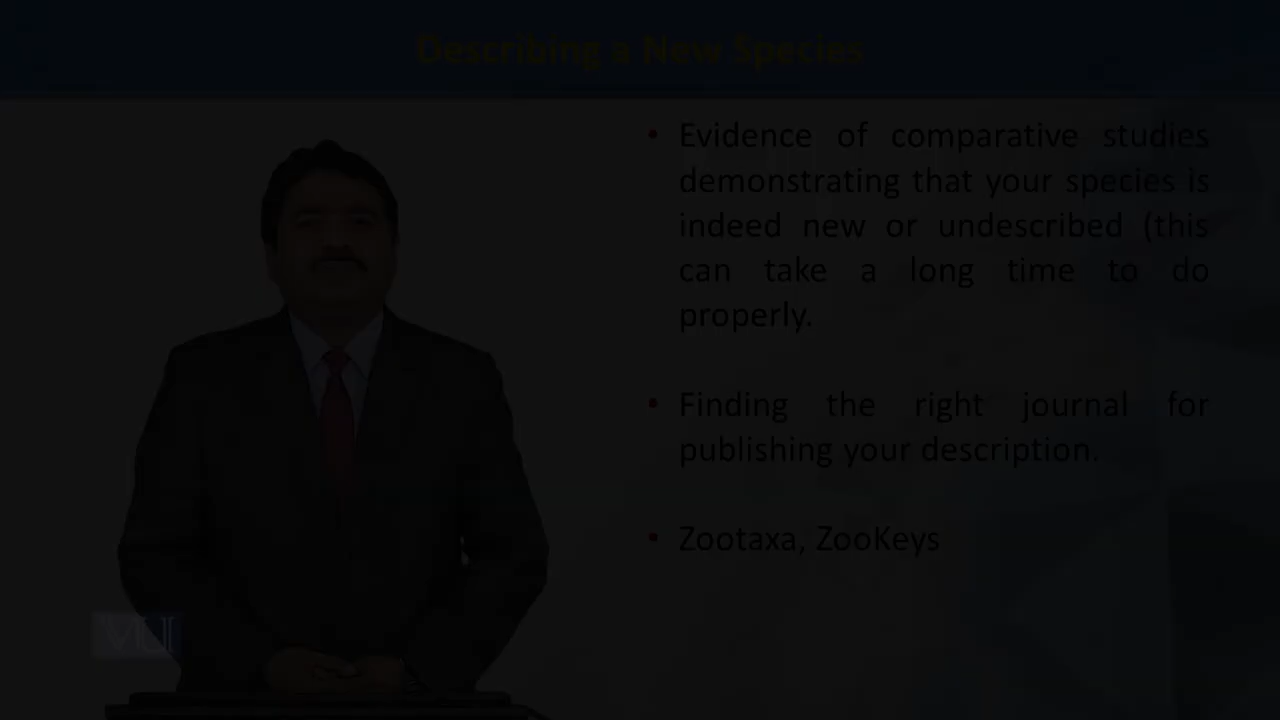 Describing a New Species
• Evidence of comparative studies
demonstrating that your species is
indeed new or undescribed (this
can take a long time to do
properly.
• Finding the right journal for
publishing your description.
• Zootaxa, ZooKeys
VU